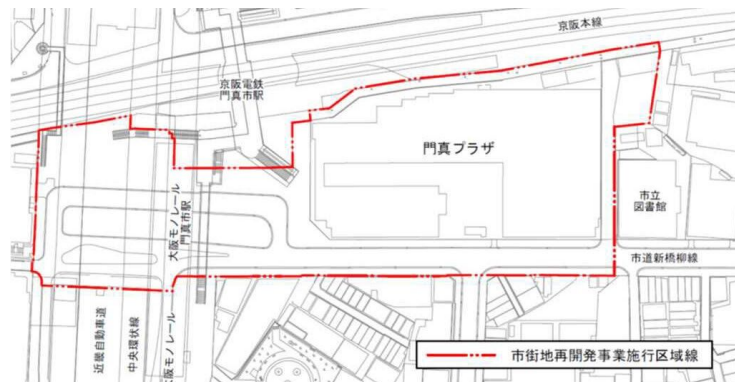 京阪本線
京阪電鉄
門真市駅
門真プラザ
市立
図書館
大阪モノレール
門真市駅
市道新橋柳線
近畿自動車道
中央環状線
大阪モノレール
市街地再開発事業施行区域線